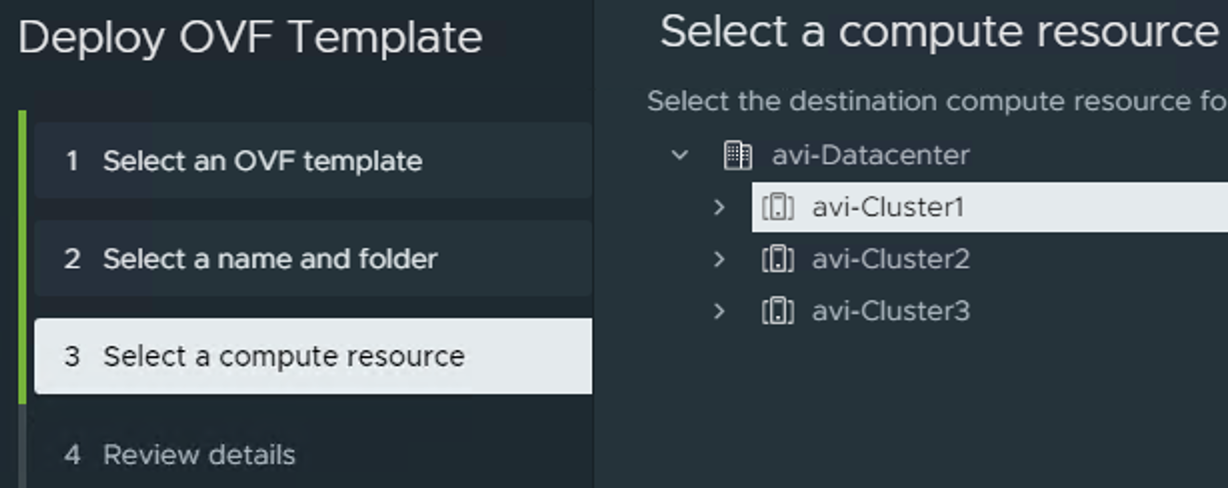 Deploy OVF Template
1 Select an OVF template
2 Select a name and folder
3 Select a compute resource
4 Review details
Select a compute resource
Select the destination compute resource fo
avi-Datacenter
avi-Cluster1
avi-Cluster2
avi-Cluster3